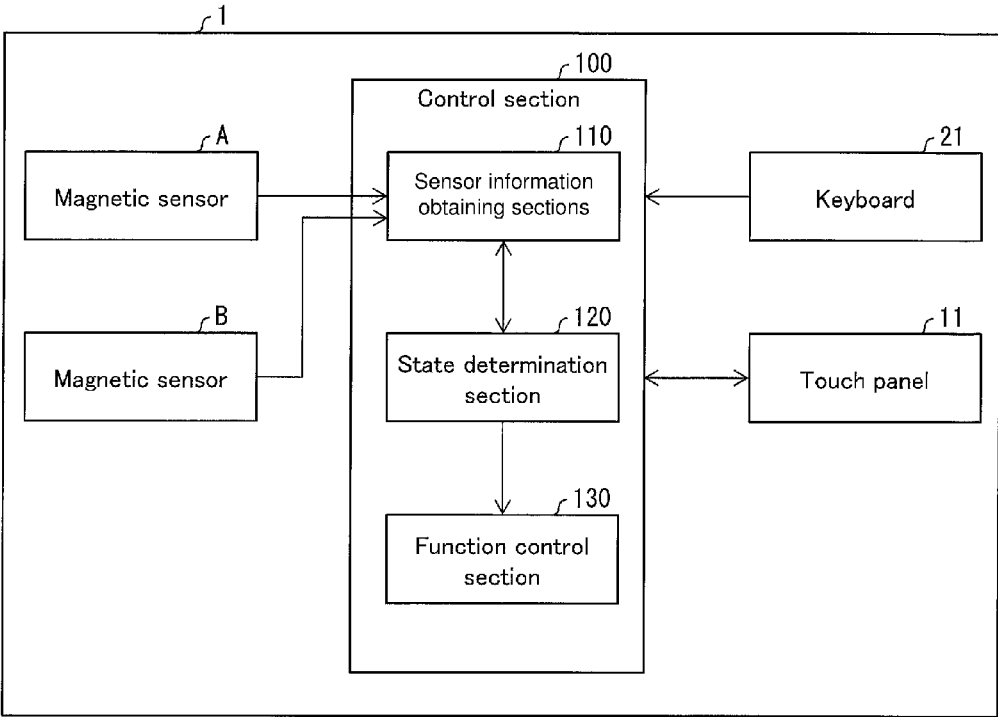 1
100
Control section
A
110
21
Magnetic sensor
Sensor information
obtaining sections
Keyboard
B
120
11
Magnetic sensor
State determination
section
Touch panel
130
Function control
section